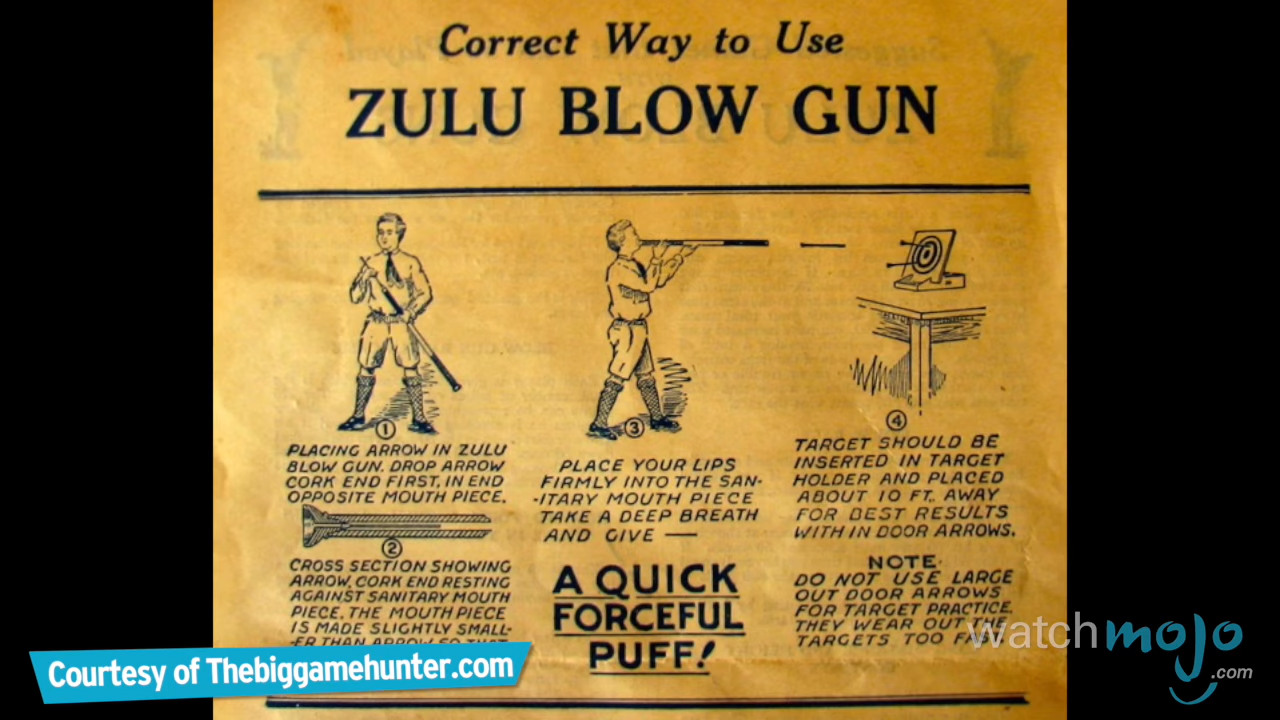 Correct Way to Use
ZULU BLOW GUN
1
PLACING ARROW IN ZULU
BLOW GUN. DROP ARROW
CORK END FIRST, IN END
OPPOSITE MOUTH PIECE.
2
CROSS SECTION SHOWING
ARROW, CORK END RESTING
AGAINST SANITARY MOUTH
PIECE. THE MOUTH PIECE
IS MADE SLIGHTLY SMALL-
-ER THAN ARROW SO THAT
3
PLACE YOUR LIPS
FIRMLY INTO THE SAN-
-ITARY MOUTH PIECE
TAKE A DEEP BREATH
AND GIVE —
A QUICK
FORCEFUL
PUFF!
4
TARGET SHOULD BE
INSERTED IN TARGET
HOLDER AND PLACED
ABOUT 10 FT. AWAY
FOR BEST RESULTS
WITH IN DOOR ARROWS.
NOTE.
DO NOT USE LARGE
OUT DOOR ARROWS
FOR TARGET PRACTICE.
THEY WEAR OUT
TARGETS TOO
Courtesy of Thebiggamehunter.com
watchmojo
.com